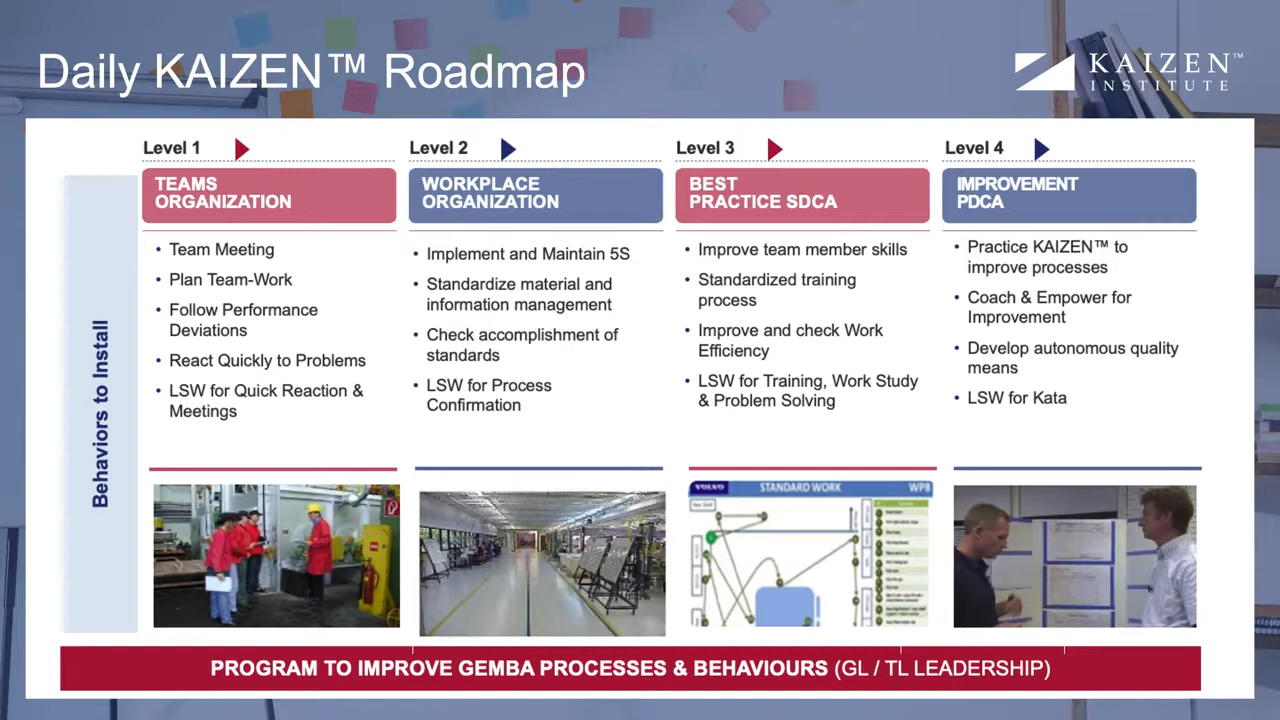 Daily KAIZEN™ Roadmap
KAIZEN™
INSTITUTE
Behaviors to Install
Level 1
TEAMS
ORGANIZATION
• Team Meeting
• Plan Team-Work
• Follow Performance
Deviations
• React Quickly to Problems
• LSW for Quick Reaction &
Meetings
Level 2
WORKPLACE
ORGANIZATION
• Implement and Maintain 5S
• Standardize material and
information management
• Check accomplishment of
standards
• LSW for Process
Confirmation
Level 3
BEST
PRACTICE SDCA
• Improve team member skills
• Standardized training
process
• Improve and check Work
Efficiency
• LSW for Training, Work Study
& Problem Solving
VOLVO STANDARD WORK WP8
Level 4
IMPROVEMENT
PDCA
• Practice KAIZEN™ to
improve processes
• Coach & Empower for
Improvement
• Develop autonomous quality
means
• LSW for Kata
PROGRAM TO IMPROVE GEMBA PROCESSES & BEHAVIOURS (GL / TL LEADERSHIP)